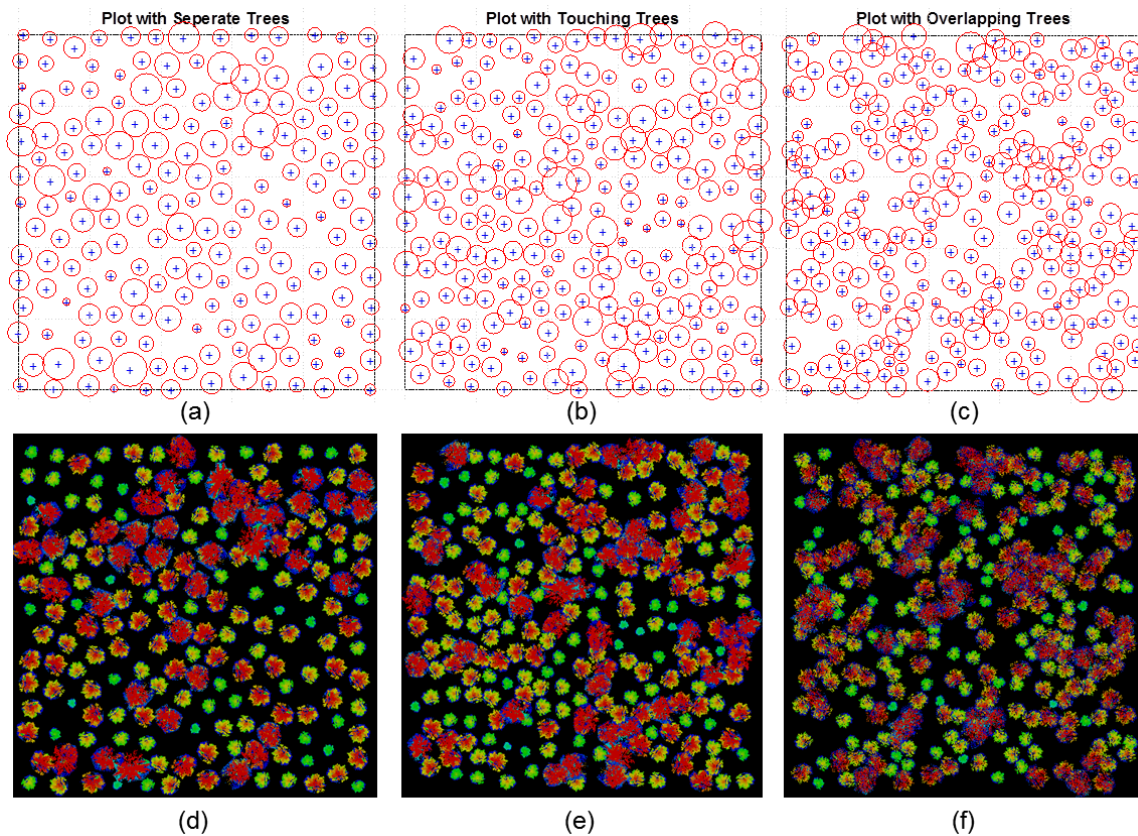 Plot with Seperate Trees
Plot with Touching Trees
Plot with Overlapping Trees
(a)
(b)
(c)
(d)
(e)
(f)